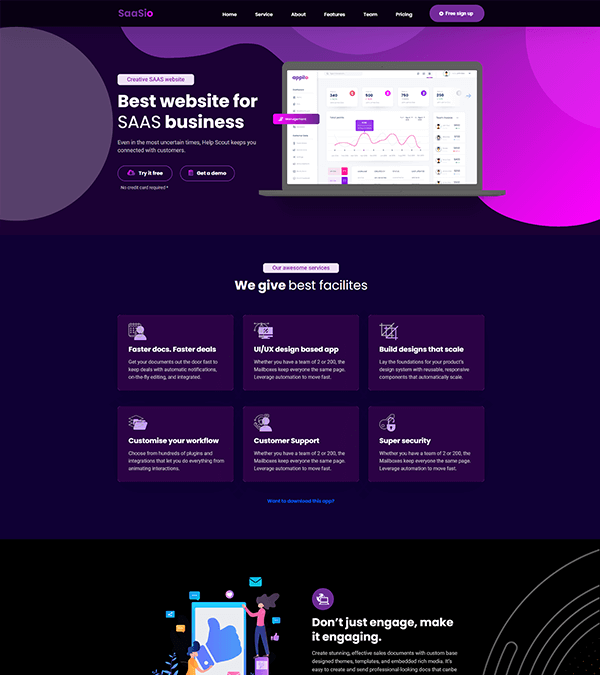 SaaSio
Home Service About Features Team Pricing Free sign up
Creative SAAS website
Best website for
SAAS business
Even in the most uncertain times, Help Scout keeps you
connected with customers.
Try it free Get a demo
No credit card required *
appilo
Management
Our awesome services
We give best facilites
Faster docs. Faster deals
Get your documents out the door fast to
keep deals with automatic notifications,
on-the-fly editing, and integrated.
UI/UX design based app
Whether you have a team of 2 or 200, the
Mailboxes keep everyone the same page.
Leverage automation to move fast.
Build designs that scale
Lay the foundations for your product's
design system with reusable, responsive
components that automatically scale.
Customise your workflow
Choose from hundreds of plugins and
integrations that let you do everything from
animating interactions.
Customer Support
Whether you have a team of 2 or 200, the
Mailboxes keep everyone the same page.
Leverage automation to move fast.
Super security
Whether you have a team of 2 or 200, the
Mailboxes keep everyone the same page.
Leverage automation to move fast.
Want to download this app?
Don't just engage, make
it engaging.
Create stunning, effective sales documents with custom base
designed themes, templates, and embedded rich media. It's
easy to create and send professional-looking docs that canbe